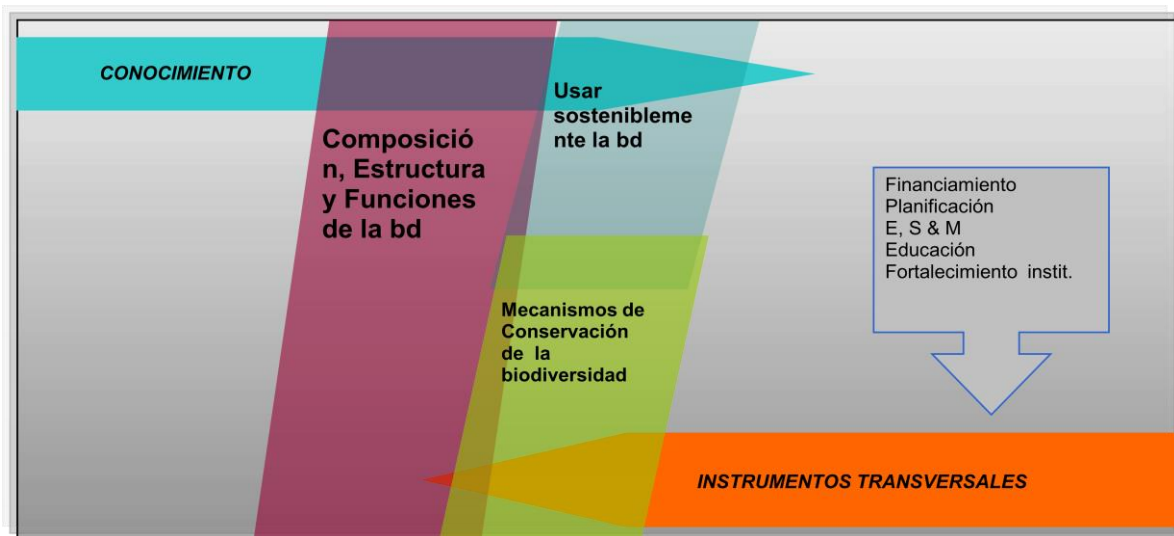 CONOCIMIENTO
Composició
n, Estructura
y Funciones
de la bd
Usar
sostenibleme
nte la bd
Mecanismos de
Conservación
de la
biodiversidad
Financiamiento
Planificación
E, S & M
Educación
Fortalecimiento instit.
INSTRUMENTOS TRANSVERSALES